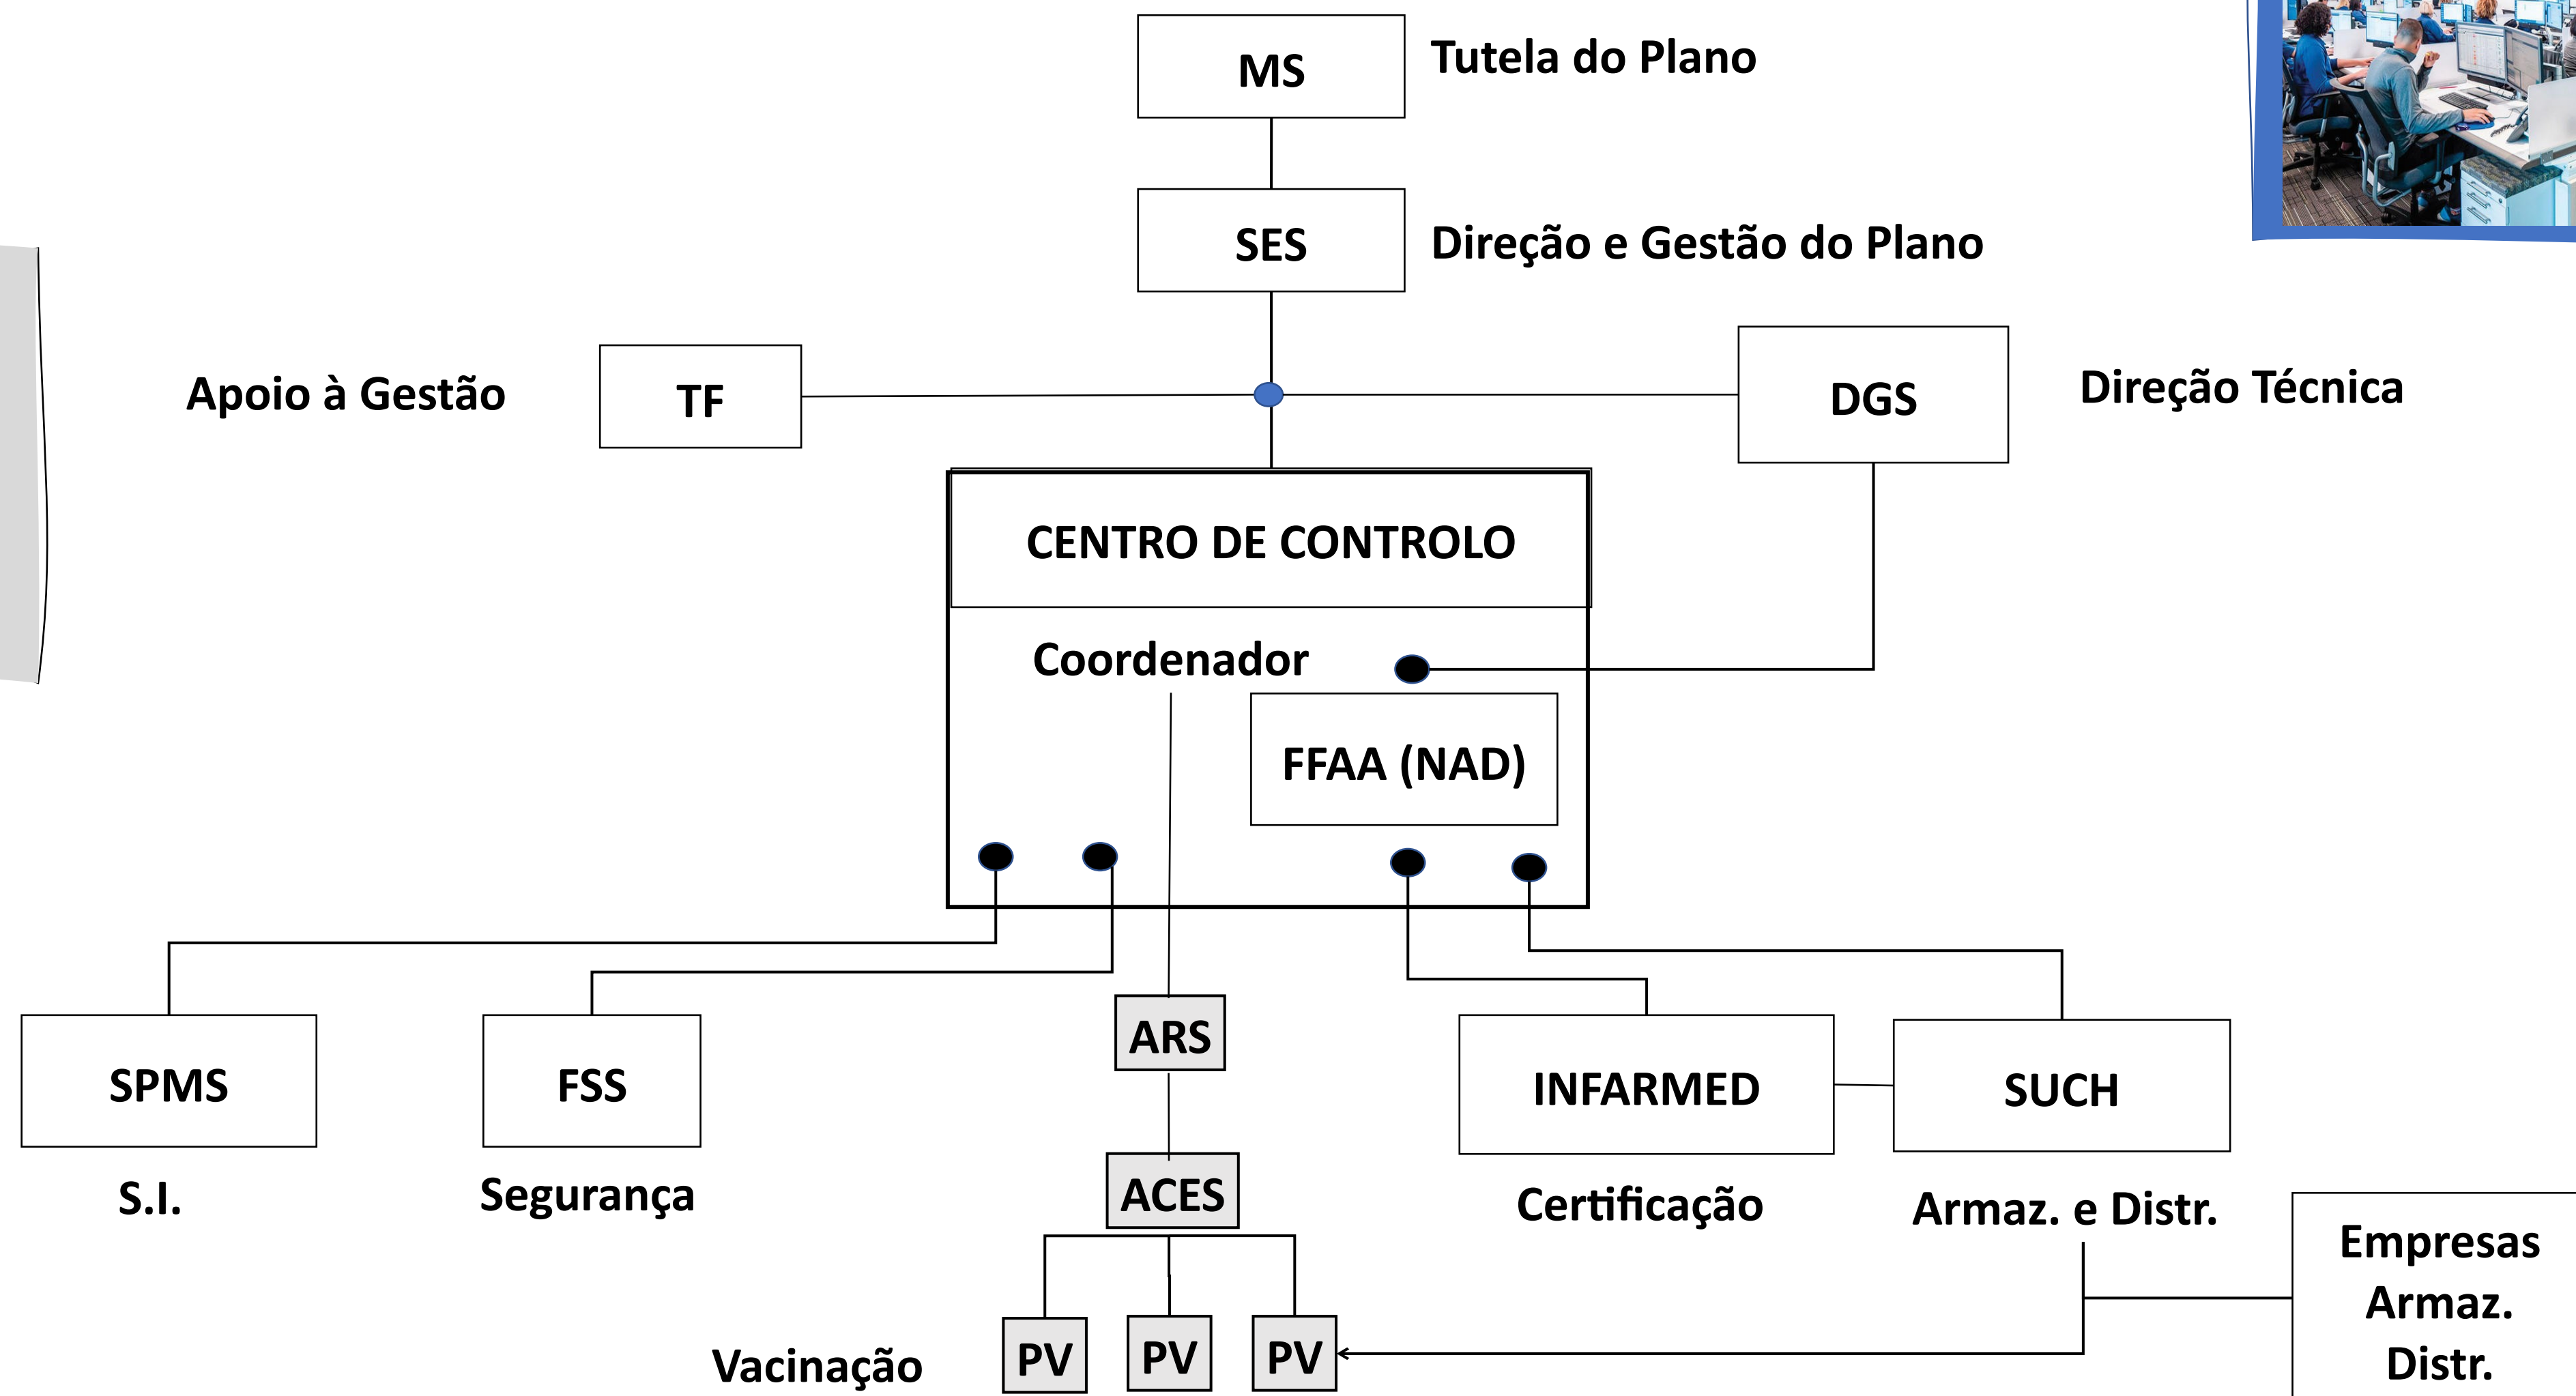 MS
Tutela do Plano
SES
Direção e Gestão do Plano
Apoio à Gestão
TF
DGS
Direção Técnica
CENTRO DE CONTROLO
Coordenador
FFAA (NAD)
SPMS
FSS
ARS
INFARMED
SUCH
S.I.
Segurança
ACES
Certificação
Armaz. e Distr.
Empresas
Armaz.
Distr.
Vacinação
PV
PV
PV